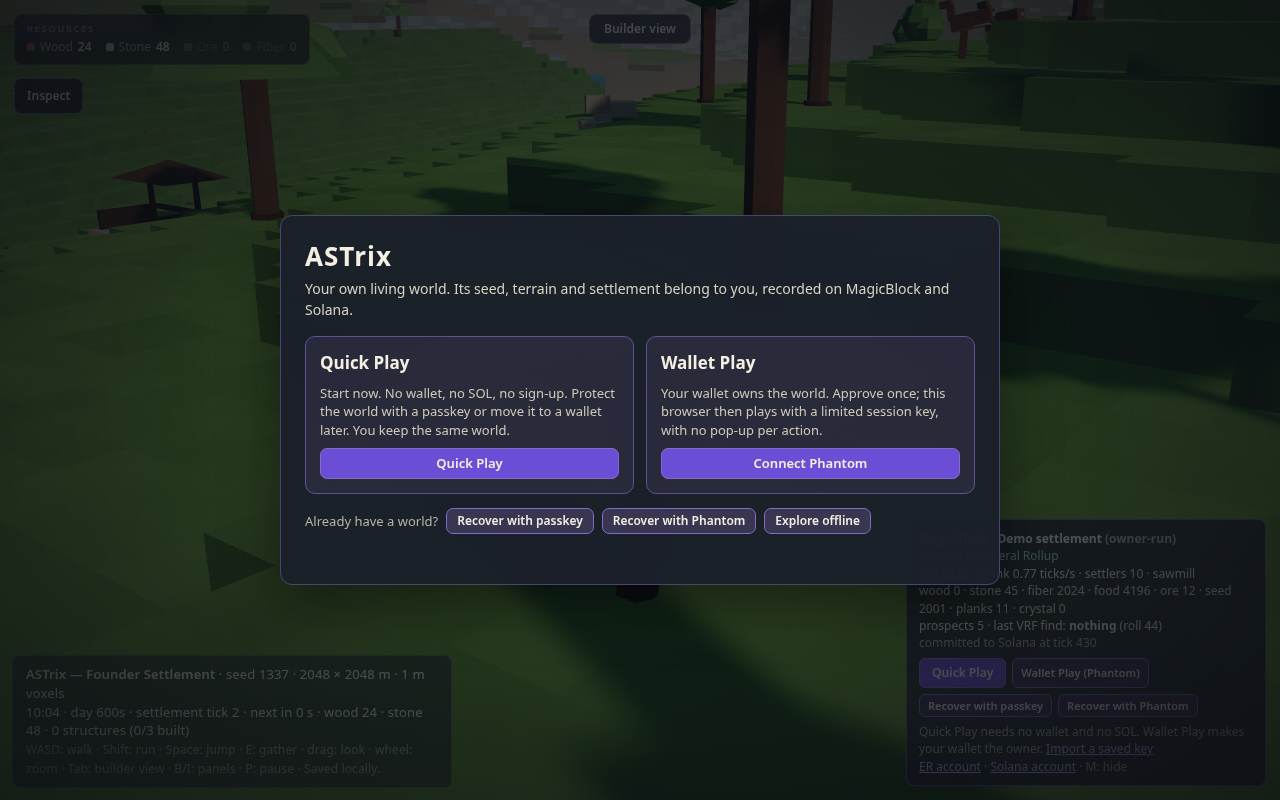 RESOURCES
Wood 24 Stone 48 Ore 0 Fiber 0
Builder view
Inspect
ASTrix
Your own living world. Its seed, terrain and settlement belong to you, recorded on MagicBlock and
Solana.
Quick Play
Start now. No wallet, no SOL, no sign-up. Protect
the world with a passkey or move it to a wallet
later. You keep the same world.
Quick Play
Wallet Play
Your wallet owns the world. Approve once; this
browser then plays with a limited session key,
with no pop-up per action.
Connect Phantom
Already have a world? Recover with passkey Recover with Phantom Explore offline
Demo settlement (owner-run)
eral Rollup
nk 0.77 ticks/s · settlers 10 · sawmill
wood 0 · stone 45 · fiber 2024 · food 4196 · ore 12 · seed
2001 · planks 11 · crystal 0
prospects 5 · last VRF find: nothing (roll 44)
committed to Solana at tick 430
Quick Play Wallet Play (Phantom)
Recover with passkey Recover with Phantom
Quick Play needs no wallet and no SOL. Wallet Play makes
your wallet the owner. Import a saved key
ER account · Solana account · M: hide
ASTrix — Founder Settlement · seed 1337 · 2048 × 2048 m · 1 m
voxels
10:04 · day 600s · settlement tick 2 · next in 0 s · wood 24 · stone
48 · 0 structures (0/3 built)
WASD: walk · Shift: run · Space: jump · E: gather · drag: look · wheel:
zoom · Tab: builder view · B/I: panels · P: pause · Saved locally.